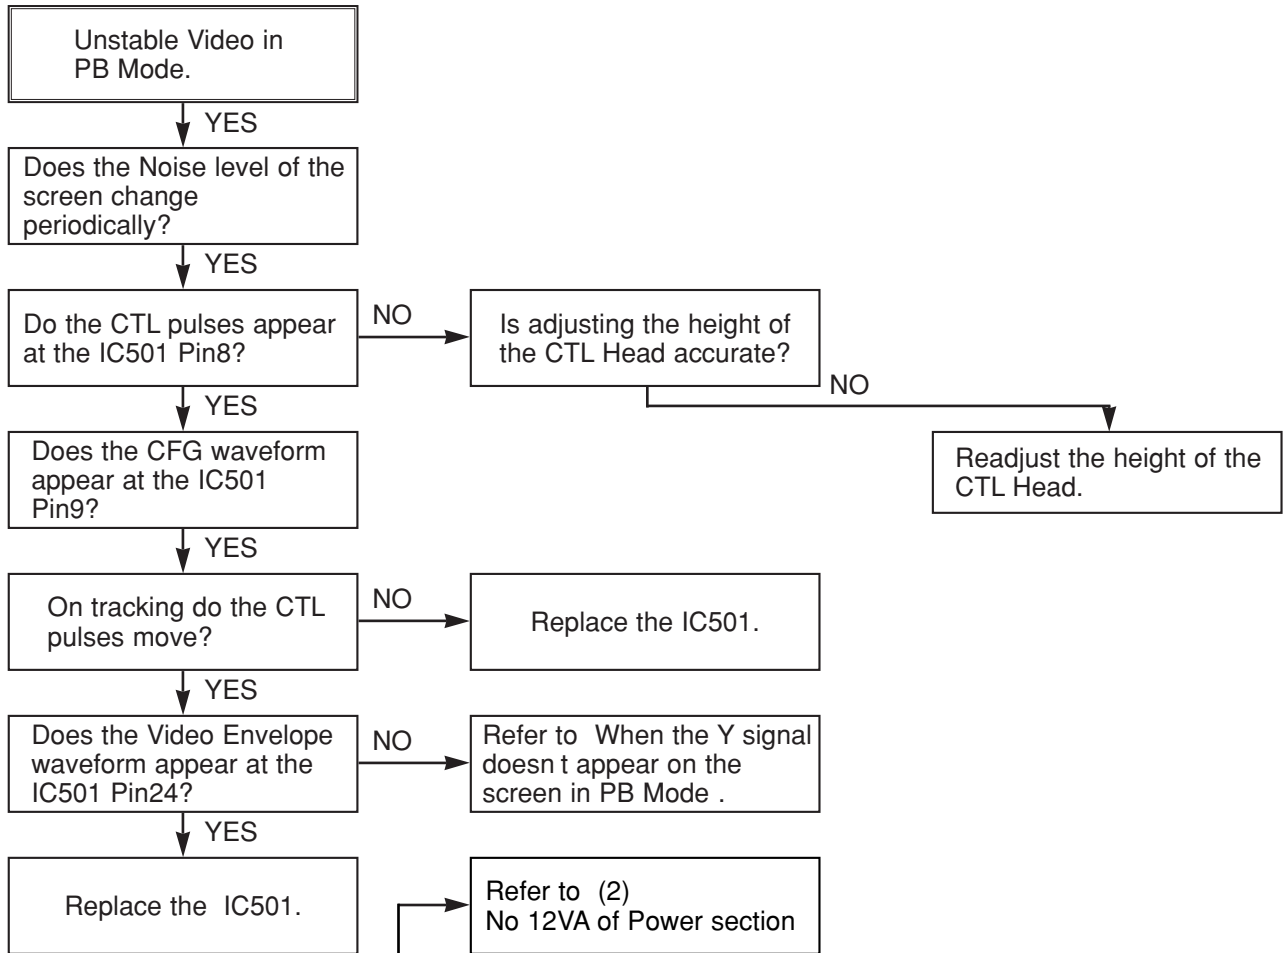 Unstable Video in
PB Mode.
YES
Does the Noise level of the
screen change
periodically?
YES
Do the CTL pulses appear
at the IC501 Pin8?
NO
Is adjusting the height of
the CTL Head accurate?
NO
Readjust the height of the
CTL Head.
YES
Does the CFG waveform
appear at the IC501
Pin9?
YES
On tracking do the CTL
pulses move?
NO
Replace the IC501.
YES
Does the Video Envelope
waveform appear at the
IC501 Pin24?
NO
Refer to When the Y signal
doesn t appear on the
screen in PB Mode .
YES
Replace the IC501.
Refer to (2)
No 12VA of Power section